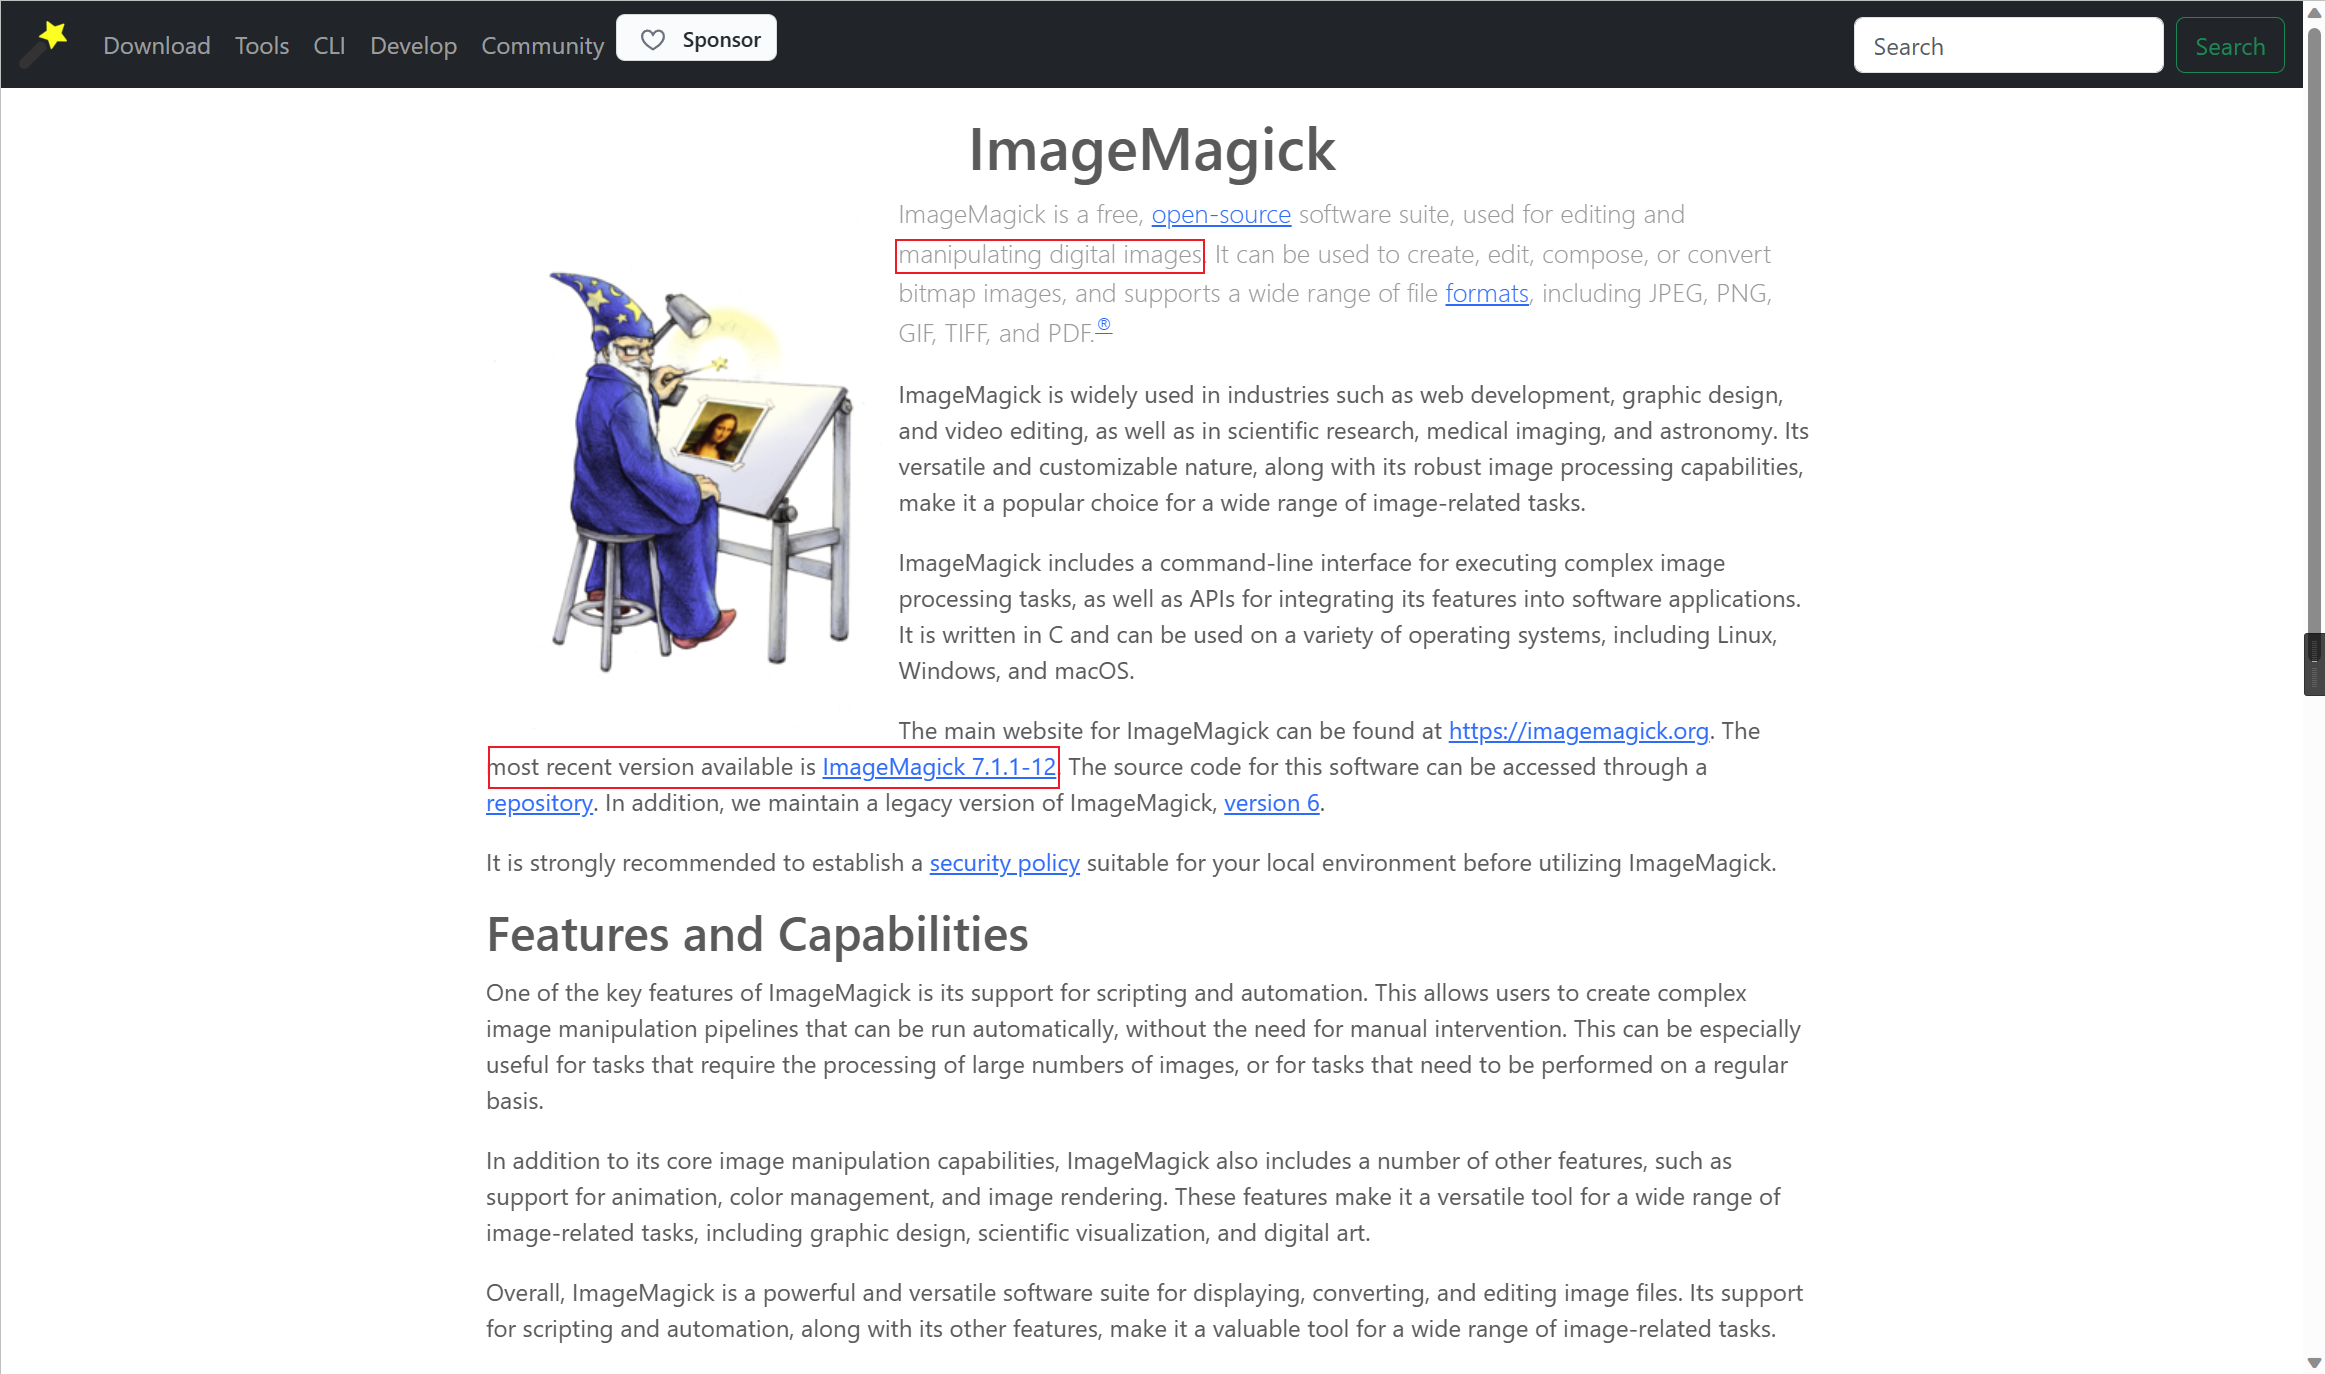 Download Tools CLI Develop Community Sponsor Search Search
ImageMagick
ImageMagick is a free, open-source software suite, used for editing and
manipulating digital images. It can be used to create, edit, compose, or convert
bitmap images, and supports a wide range of file formats, including JPEG, PNG,
GIF, TIFF, and PDF.®
ImageMagick is widely used in industries such as web development, graphic design,
and video editing, as well as in scientific research, medical imaging, and astronomy. Its
versatile and customizable nature, along with its robust image processing capabilities,
make it a popular choice for a wide range of image-related tasks.
ImageMagick includes a command-line interface for executing complex image
processing tasks, as well as APIs for integrating its features into software applications.
It is written in C and can be used on a variety of operating systems, including Linux,
Windows, and macOS.
The main website for ImageMagick can be found at https://imagemagick.org. The
most recent version available is ImageMagick 7.1.1-12. The source code for this software can be accessed through a
repository. In addition, we maintain a legacy version of ImageMagick, version 6.
It is strongly recommended to establish a security policy suitable for your local environment before utilizing ImageMagick.
Features and Capabilities
One of the key features of ImageMagick is its support for scripting and automation. This allows users to create complex
image manipulation pipelines that can be run automatically, without the need for manual intervention. This can be especially
useful for tasks that require the processing of large numbers of images, or for tasks that need to be performed on a regular
basis.
In addition to its core image manipulation capabilities, ImageMagick also includes a number of other features, such as
support for animation, color management, and image rendering. These features make it a versatile tool for a wide range of
image-related tasks, including graphic design, scientific visualization, and digital art.
Overall, ImageMagick is a powerful and versatile software suite for displaying, converting, and editing image files. Its support
for scripting and automation, along with its other features, make it a valuable tool for a wide range of image-related tasks.